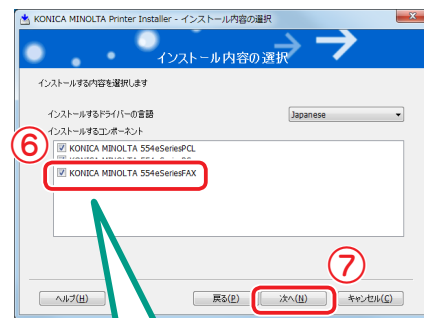 KONICA MINOLTA Printer Installer - インストール内容の選択
インストール内容の選択
インストールする内容を選択します
インストールするドライバーの言語 Japanese
インストールするコンポーネント
⑥
KONICA MINOLTA 554eSeriesPCL
KONICA MINOLTA 554eSeriesFAX
⑦
ヘルプ(H) 戻る(P) 次へ(N) キャンセル(C)